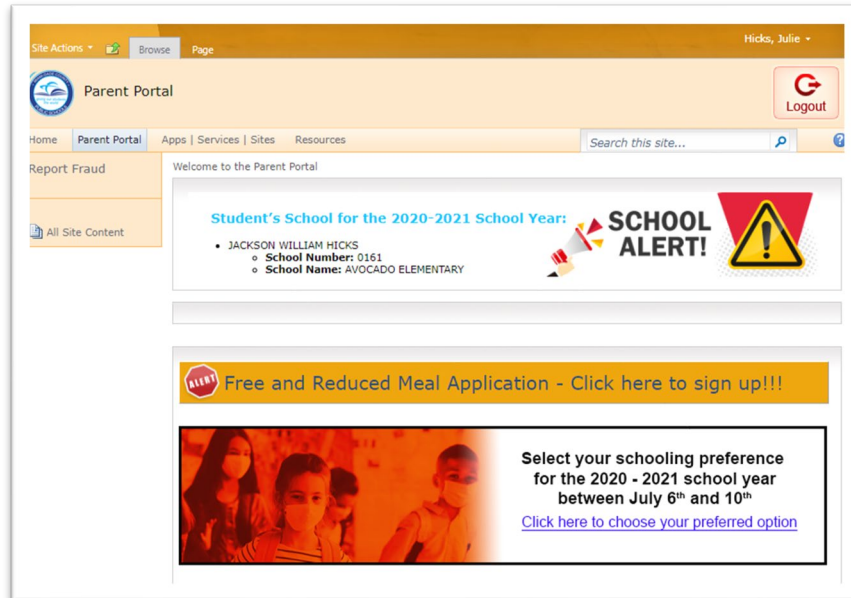 Hicks, Julie
Site Actions
Browse
Page
Parent Portal
Logout
Home
Parent Portal
Apps | Services | Sites
Resources
Search this site...
Report Fraud
Welcome to the Parent Portal
All Site Content
Student's School for the 2020-2021 School Year:
JACKSON WILLIAM HICKS
School Number: 0161
School Name: AVOCADO ELEMENTARY
SCHOOL
ALERT!
ALERT
Free and Reduced Meal Application - Click here to sign up!!!
Select your schooling preference
for the 2020 - 2021 school year
between July 6th and 10th
Click here to choose your preferred option